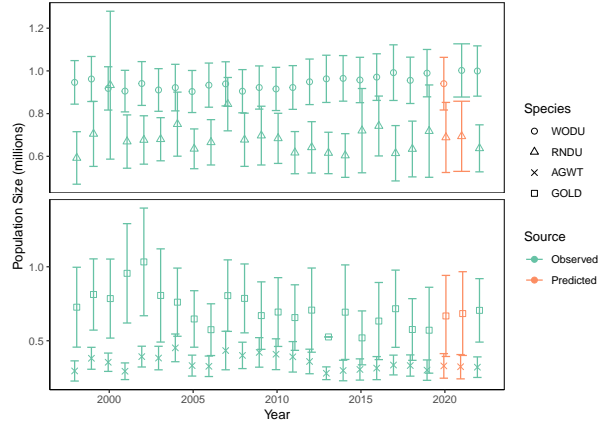 1.2
1.0
0.8
0.6
1.0
0.5
Population Size (millions)
2000
2005
2010
2015
2020
Year
Species
WODU
RNDU
AGWT
GOLD
Source
Observed
Predicted